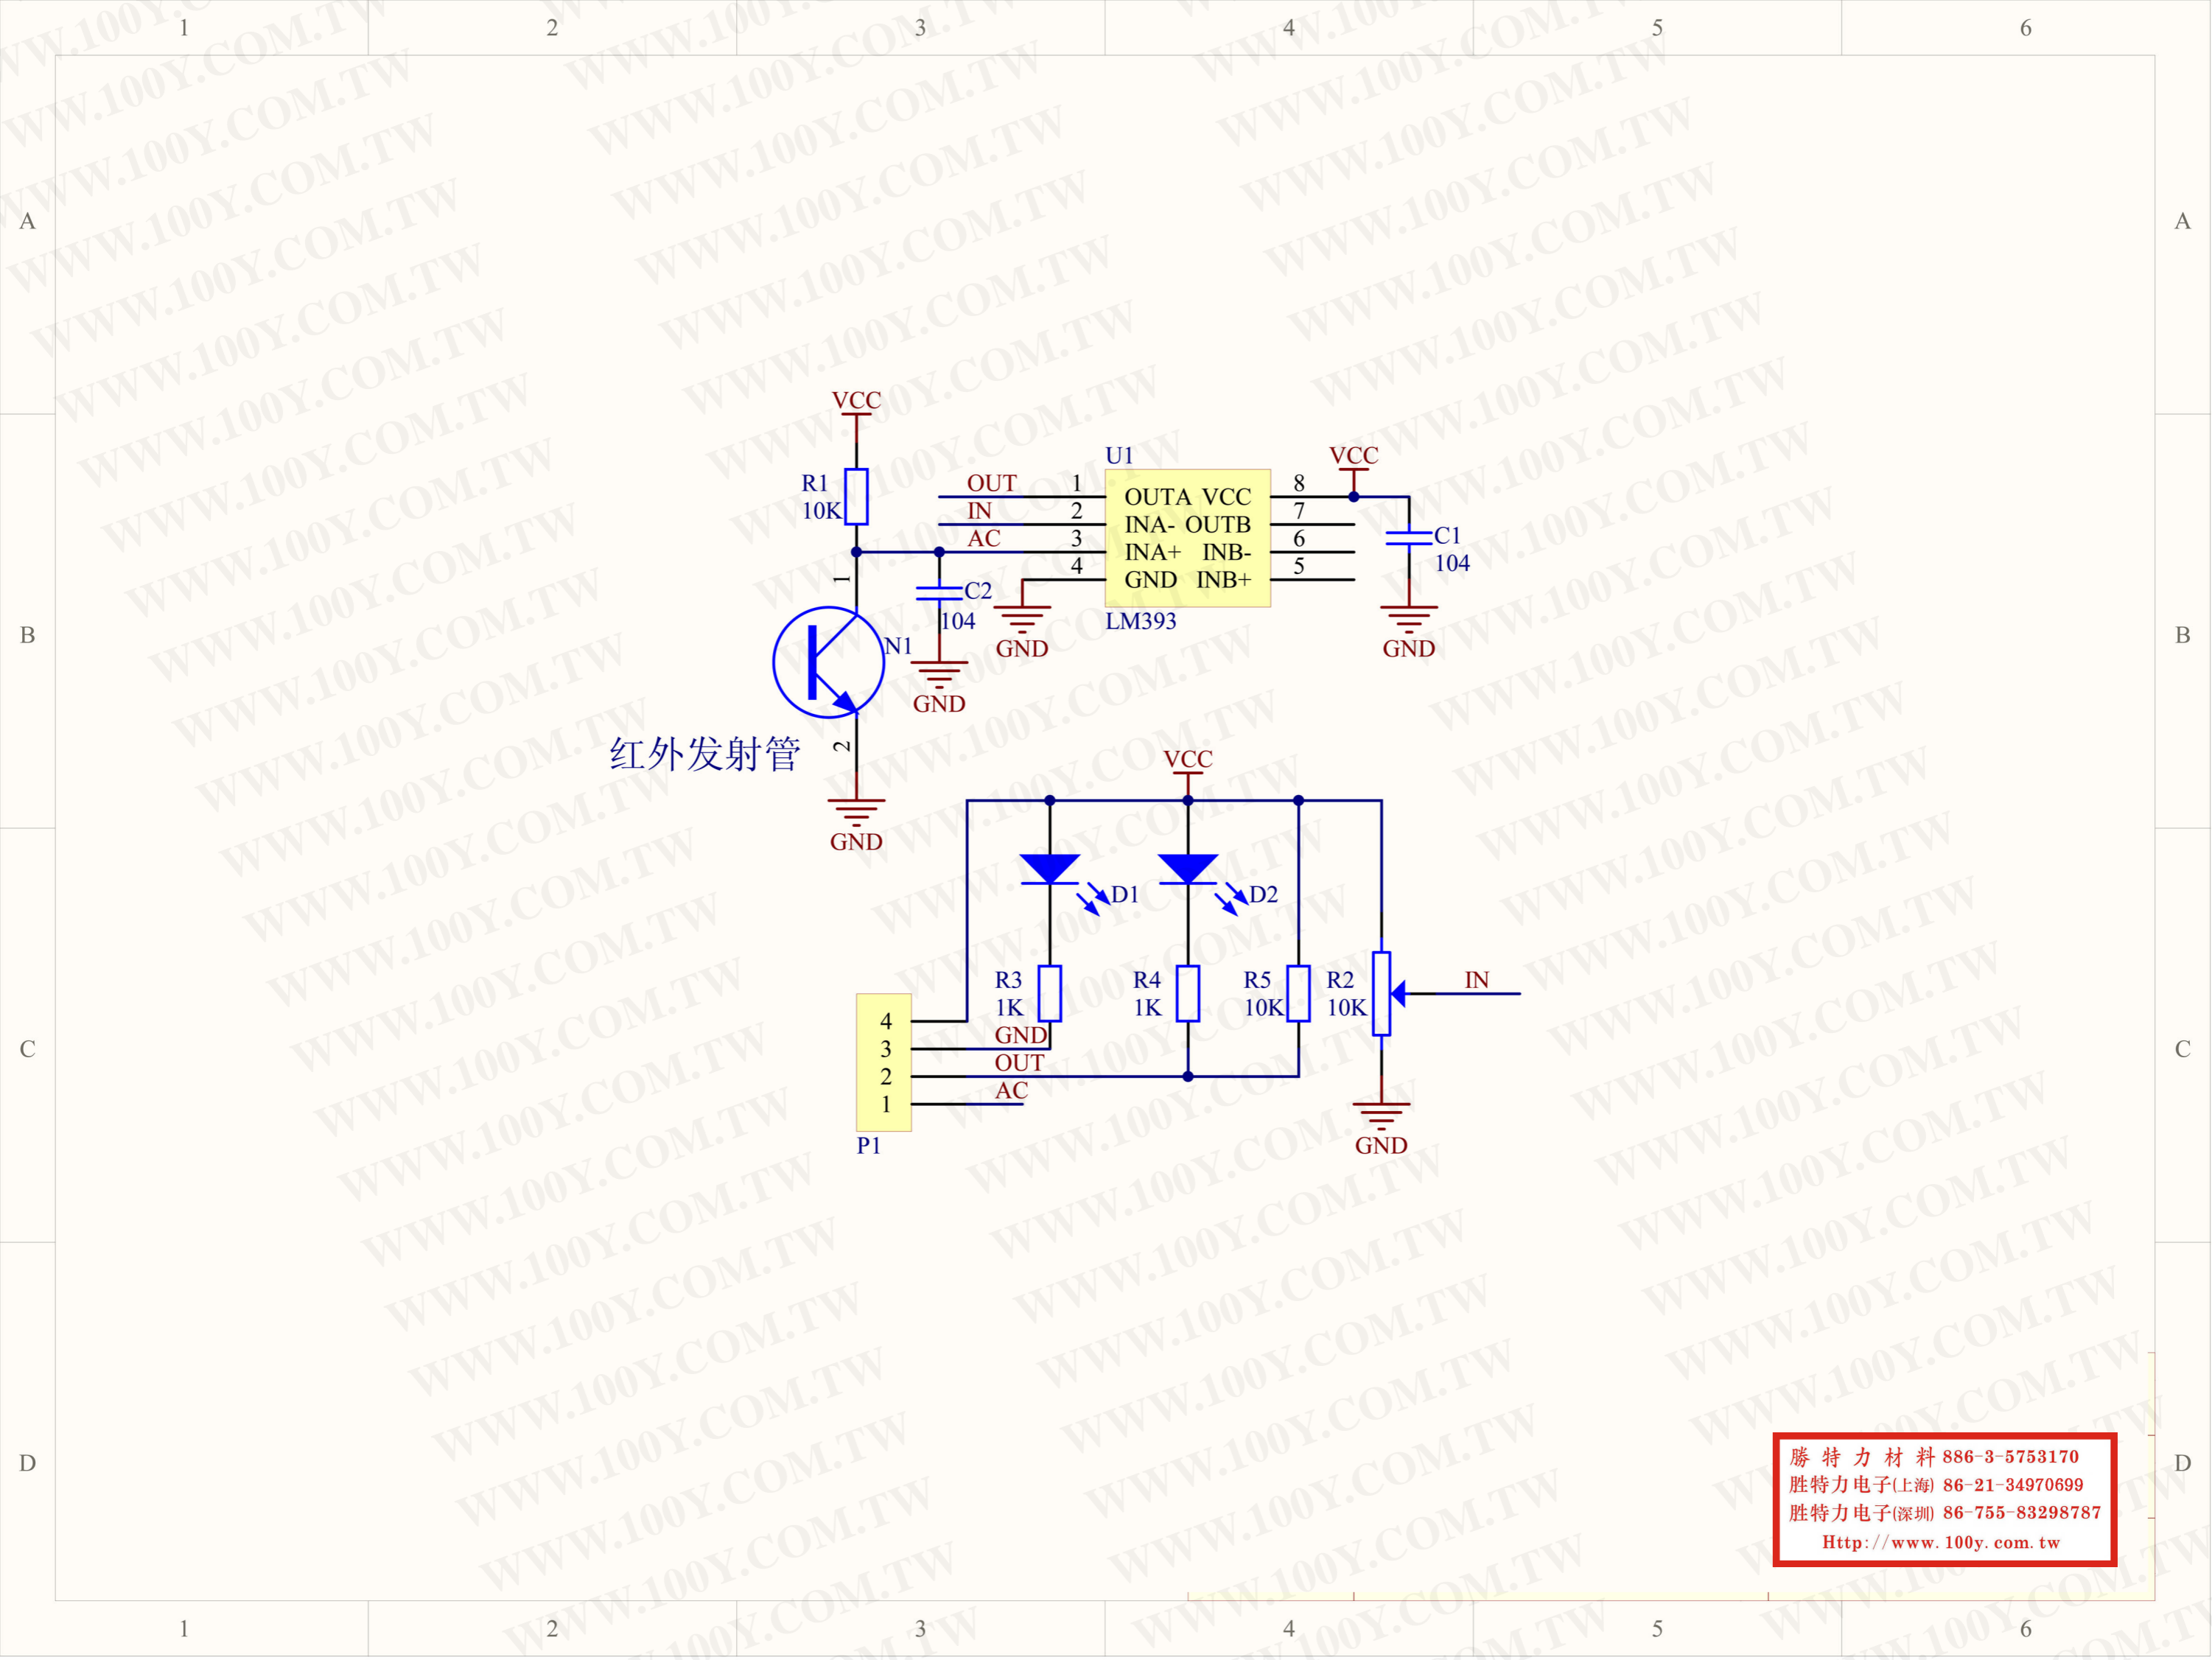 1 2 3 4 5 6
WWW.100Y.COM.TW
A A
VCC
R1
10K
U1
VCC
OUT 1 OUTA VCC 8
IN 2 INA- OUTB 7
AC 3 INA+ INB- 6
4 GND INB+ 5
C1
104
LM393
GND
GND
1
C2
104
GND
N1
B B
2
红外发射管
GND
VCC
D1 D2
R3
1K
R4
1K
R5
10K
R2
10K
IN
4
3 GND
2 OUT
1 AC
P1
GND
C C
D D
勝特力材料 886-3-5753170
胜特力电子(上海) 86-21-34970699
胜特力电子(深圳) 86-755-83298787
Http://www.100y.com.tw
1 2 3 4 5 6